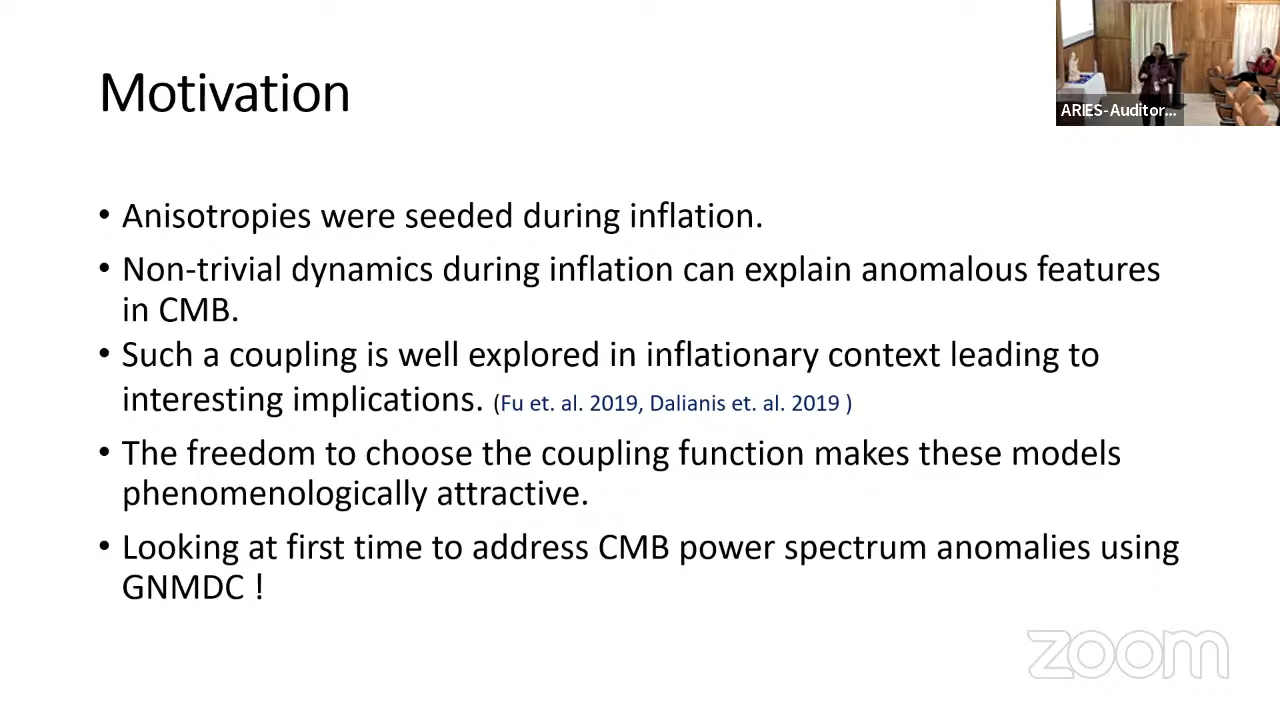 Motivation
ARIES-Auditor...
• Anisotropies were seeded during inflation.
• Non-trivial dynamics during inflation can explain anomalous features
in CMB.
• Such a coupling is well explored in inflationary context leading to
interesting implications. (Fu et. al. 2019, Dalianis et. al. 2019 )
• The freedom to choose the coupling function makes these models
phenomenologically attractive.
• Looking at first time to address CMB power spectrum anomalies using
GNMDC !
zoom